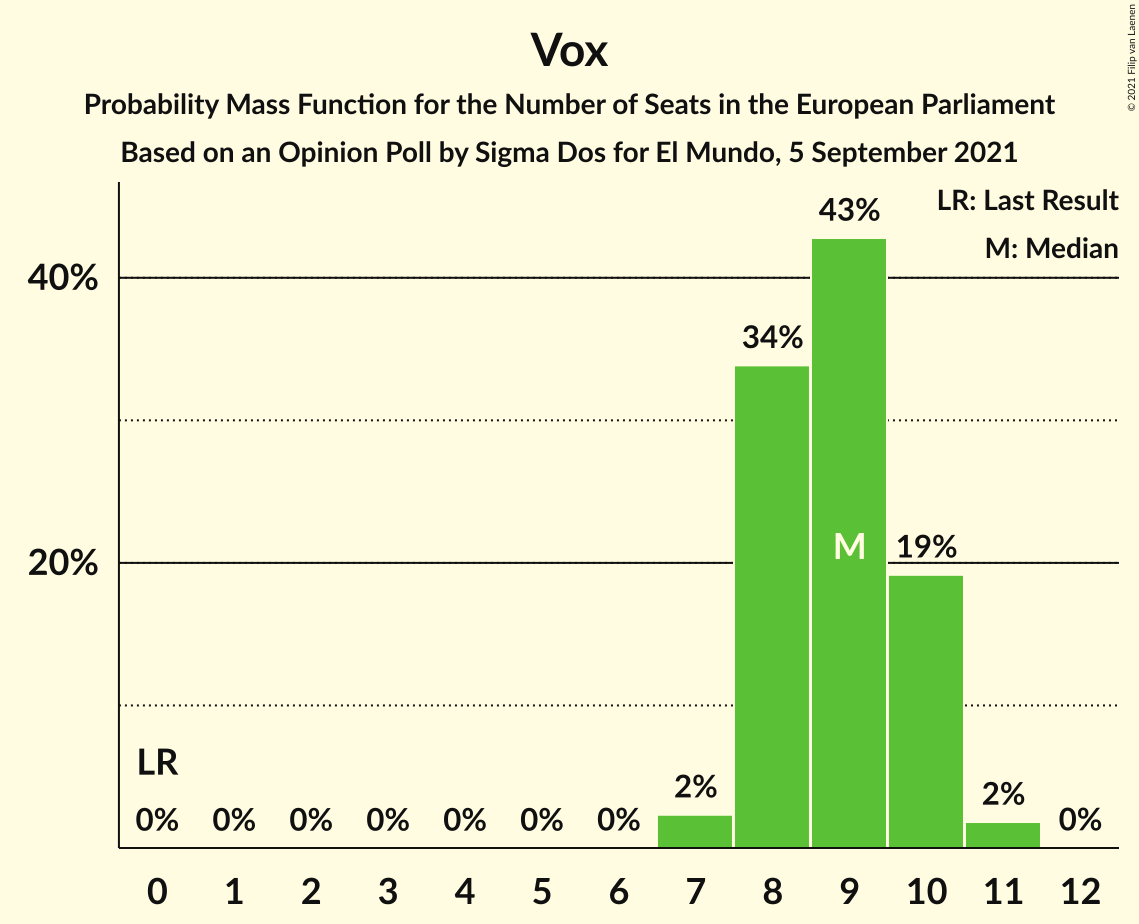 Vox
Probability Mass Function for the Number of Seats in the European Parliament
Based on an Opinion Poll by Sigma Dos for El Mundo, 5 September 2021
© 2021 Filip van Laenen
LR: Last Result
M: Median
40%
20%
43%
34%
M
19%
LR
0% 0% 0% 0% 0% 0% 0% 2% 2% 0%
0 1 2 3 4 5 6 7 8 9 10 11 12